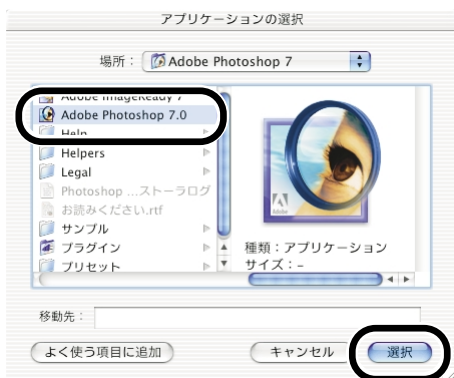 アプリケーションの選択
場所： Adobe Photoshop 7
Adobe ImageReady 7
Adobe Photoshop 7.0
Help
Helpers
Legal
Photoshop ...ストーラログ
お読みください.rtf
サンプル
プラグイン
プリセット
Adobe
種類：アプリケーション
サイズ：–
移動先：
よく使う項目に追加
キャンセル
選択